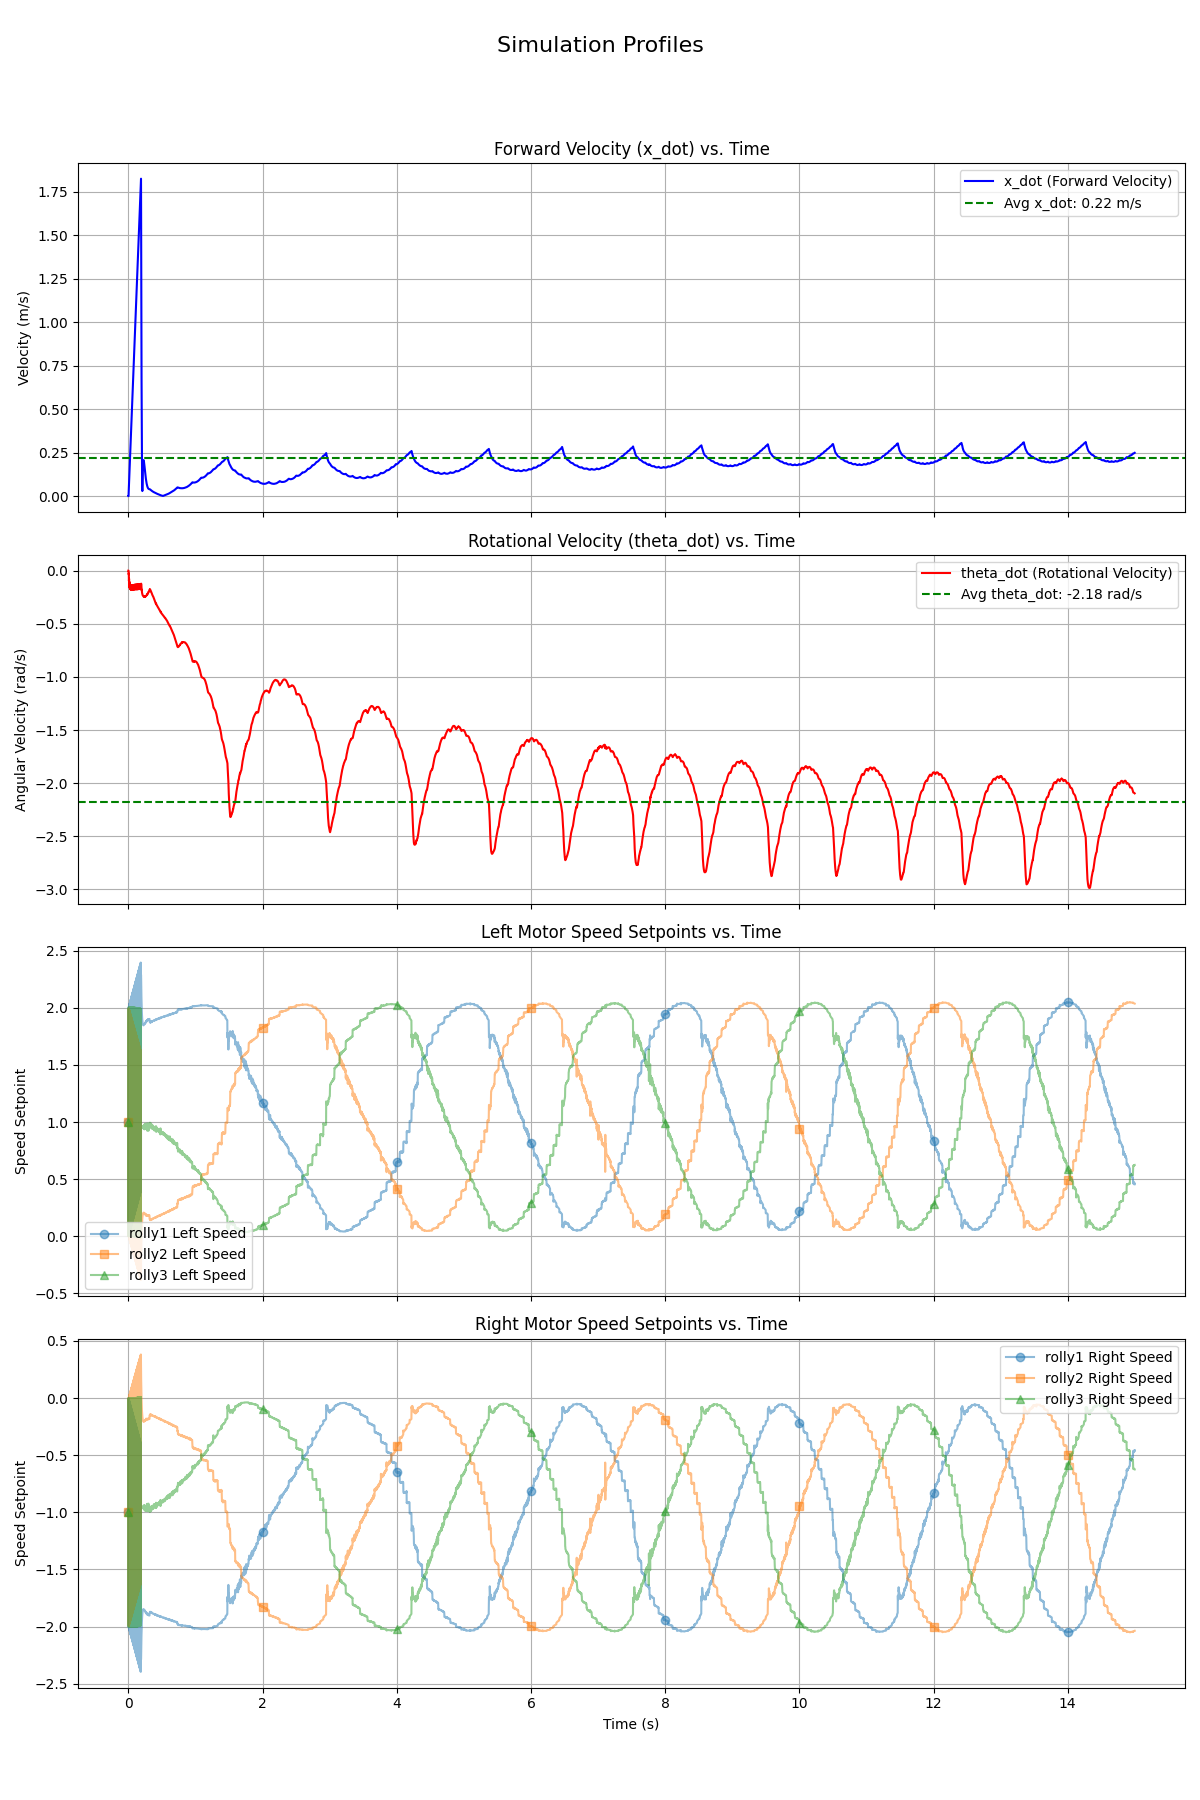 Simulation Profiles
Forward Velocity (x_dot) vs. Time
Velocity (m/s)
1.75
1.50
1.25
1.00
0.75
0.50
0.25
0.00
x_dot (Forward Velocity)
Avg x_dot: 0.22 m/s
Rotational Velocity (theta_dot) vs. Time
Angular Velocity (rad/s)
0.0
−0.5
−1.0
−1.5
−2.0
−2.5
−3.0
theta_dot (Rotational Velocity)
Avg theta_dot: -2.18 rad/s
Left Motor Speed Setpoints vs. Time
Speed Setpoint
2.5
2.0
1.5
1.0
0.5
0.0
−0.5
rolly1 Left Speed
rolly2 Left Speed
rolly3 Left Speed
Right Motor Speed Setpoints vs. Time
Speed Setpoint
0.5
0.0
−0.5
−1.0
−1.5
−2.0
−2.5
rolly1 Right Speed
rolly2 Right Speed
rolly3 Right Speed
0 2 4 6 8 10 12 14
Time (s)